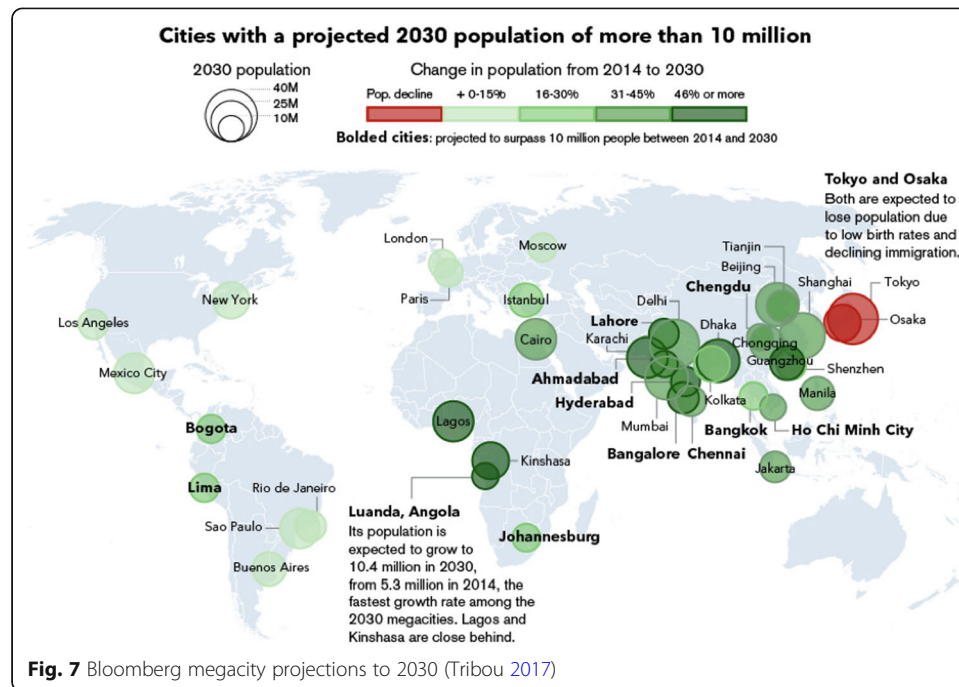 Cities with a projected 2030 population of more than 10 million
2030 population
40M
25M
10M
Change in population from 2014 to 2030
Pop. decline
+ 0-15%
16-30%
31-45%
46% or more
Bolded cities: projected to surpass 10 million people between 2014 and 2030
Tokyo and Osaka
Both are expected to
lose population due
to low birth rates and
declining immigration.
London
Moscow
Tianjin
Beijing
Chengdu
Shanghai
Tokyo
Paris
Istanbul
Delhi
New York
Los Angeles
Lahore
Dhaka
Osaka
Karachi
Cairo
Chongqing
Guangzhou
Mexico City
Shenzhen
Ahmadabad
Hyderabad
Kolkata
Manila
Mumbai
Bogota
Lagos
Bangkok
Ho Chi Minh City
Bangalore
Chennai
Kinshasa
Jakarta
Lima
Rio de Janeiro
Sao Paulo
Buenos Aires
Johannesburg
Luanda, Angola
Its population is
expected to grow to
10.4 million in 2030,
from 5.3 million in 2014, the
fastest growth rate among the
2030 megacities. Lagos and
Kinshasa are close behind.
Fig. 7 Bloomberg megacity projections to 2030 (Tribou 2017)